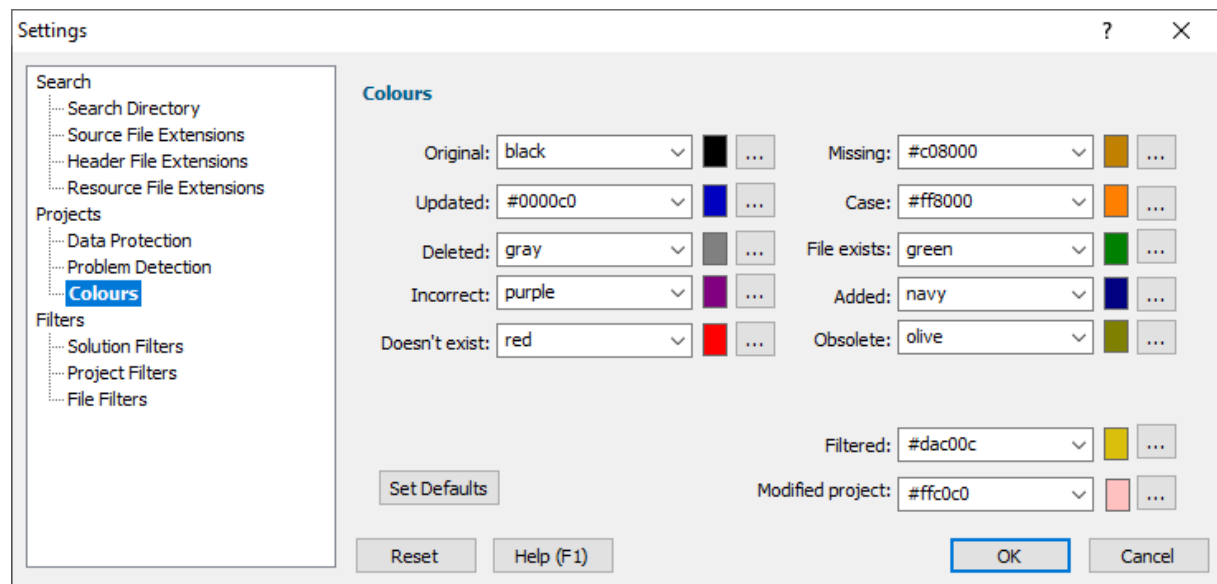 Settings
?
Search
Search Directory
Source File Extensions
Header File Extensions
Resource File Extensions
Projects
Data Protection
Problem Detection
Colours
Filters
Solution Filters
Project Filters
File Filters
Colours
Original: black ... Missing: #c08000 ...
Updated: #0000c0 ... Case: #ff8000 ...
Deleted: gray ... File exists: green ...
Incorrect: purple ... Added: navy ...
Doesn't exist: red ... Obsolete: olive ...
Filtered: #dac00c ...
Set Defaults Modified project: #ffc0c0 ...
Reset Help (F1) OK Cancel